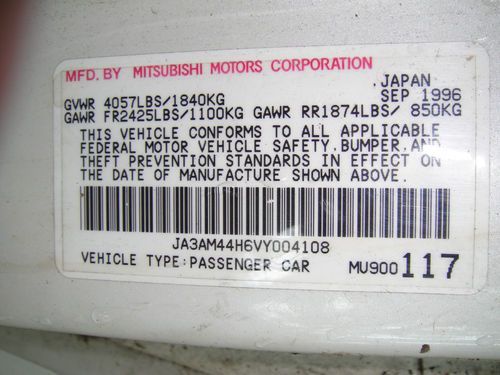 MFD. BY MITSUBISHI MOTORS CORPORATION
JAPAN
GVWR 4057LBS/1840KG SEP 1996
GAWR FR2425LBS/1100KG GAWR RR1874LBS/ 850KG
THIS VEHICLE CONFORMS TO ALL APPLICABLE
FEDERAL MOTOR VEHICLE SAFETY.BUMPER,AND
THEFT PREVENTION STANDARDS IN EFFECT ON
THE DATE OF MANUFACTURE SHOWN ABOVE.
JA3AM44H6VY004108
VEHICLE TYPE:PASSENGER CAR MU900117